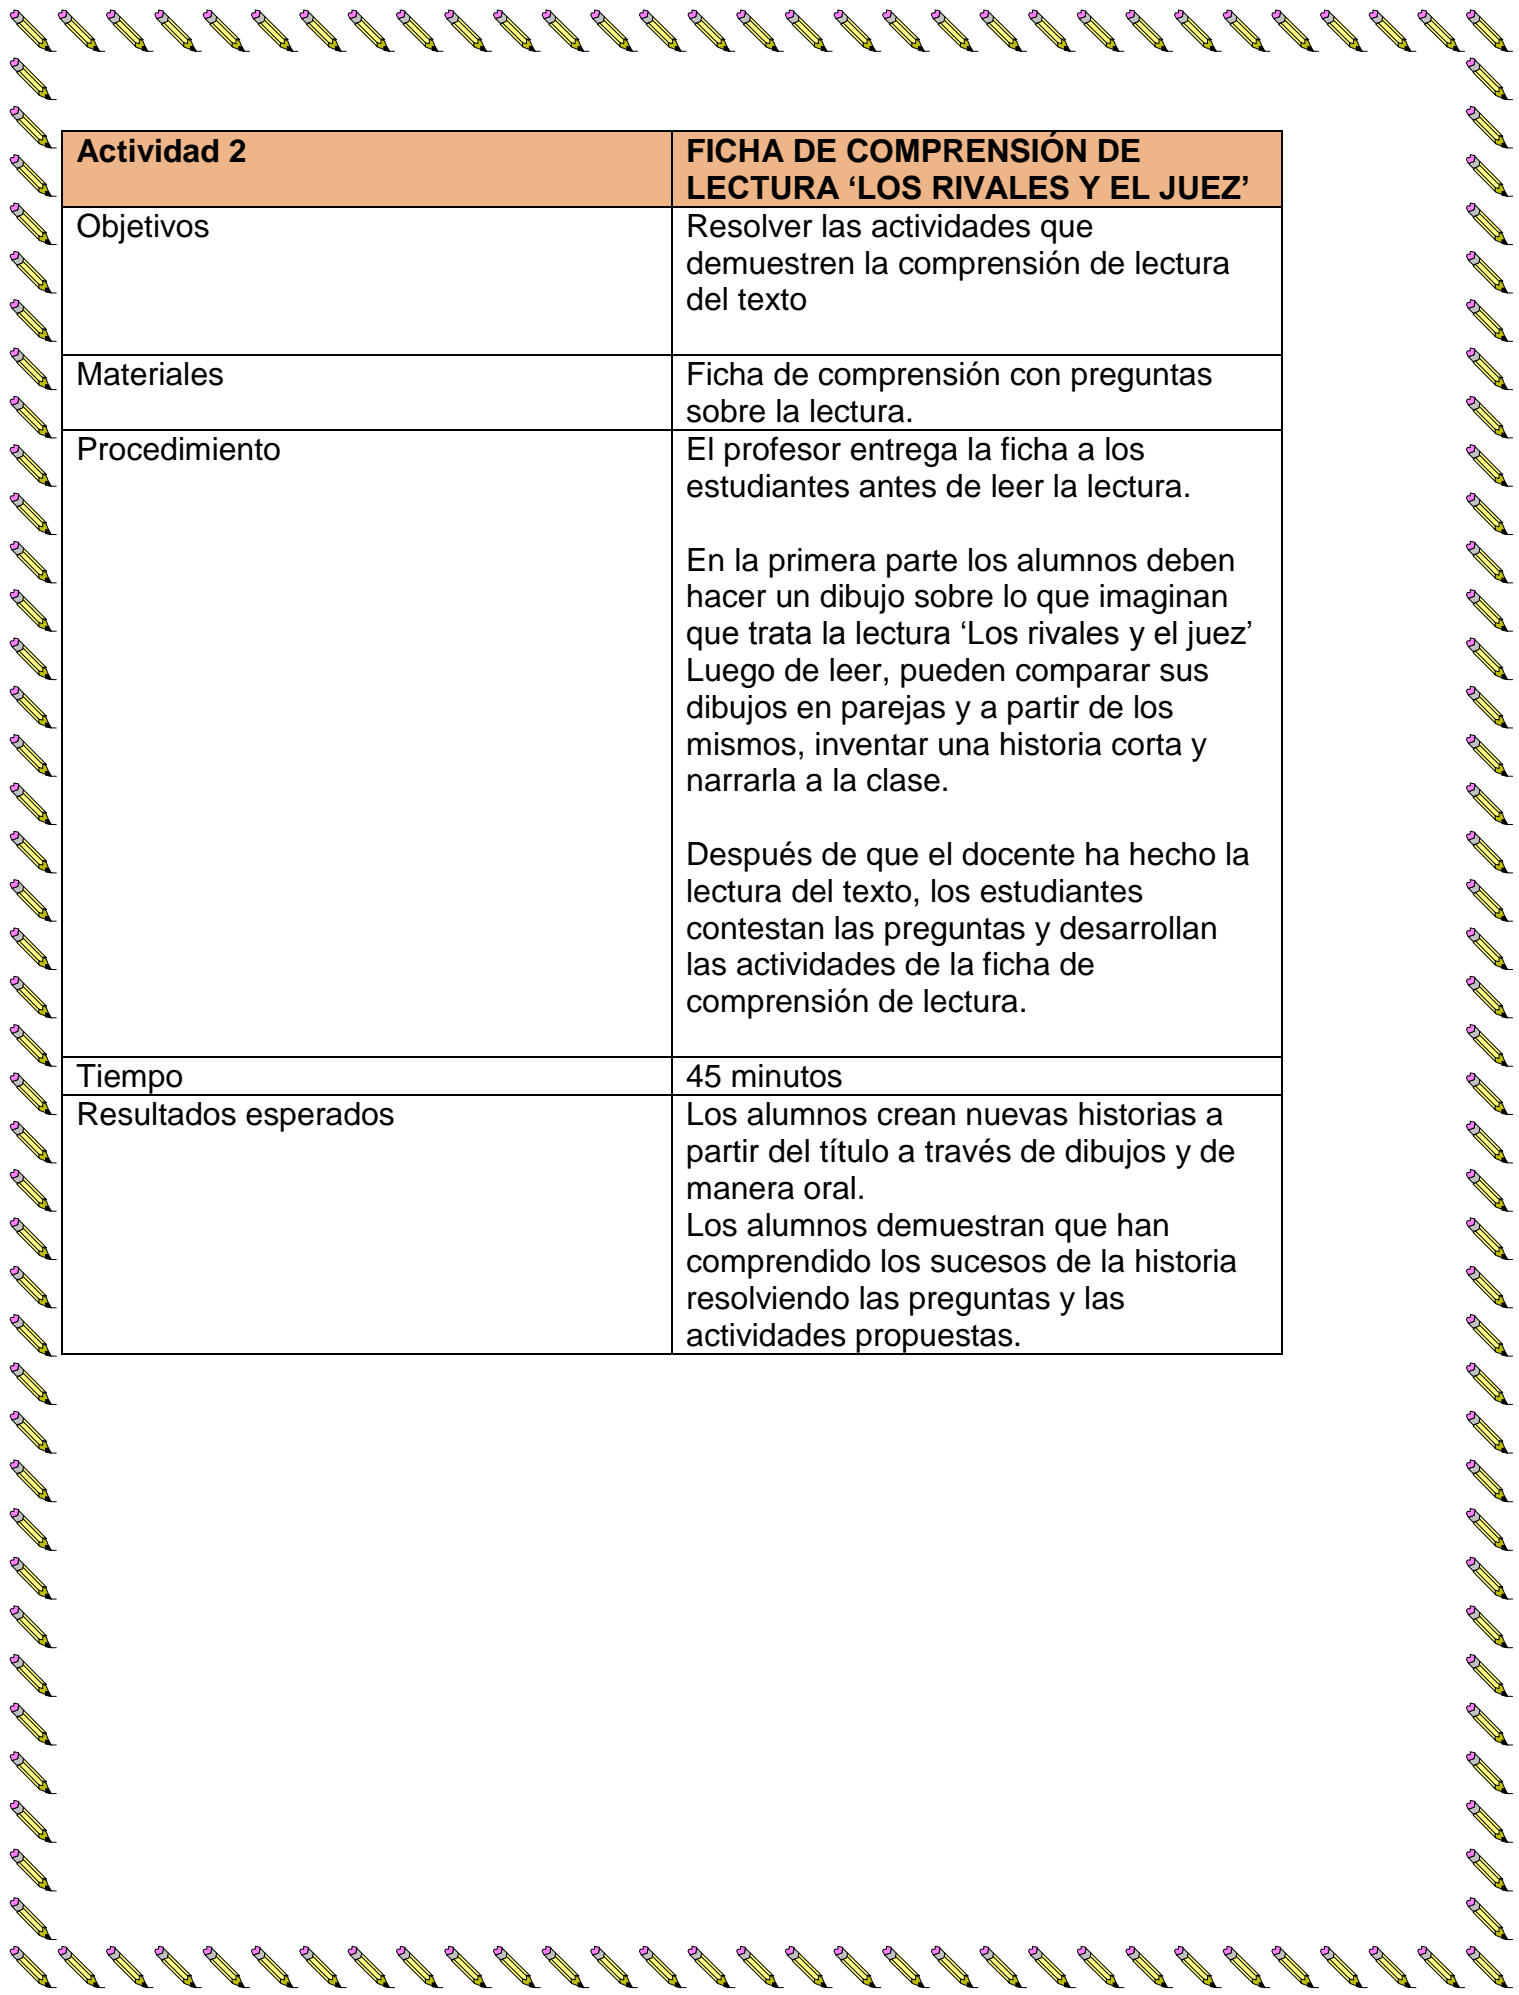 Actividad 2
FICHA DE COMPRENSIÓN DE
LECTURA ‘LOS RIVALES Y EL JUEZ’
Objetivos
Resolver las actividades que
demuestren la comprensión de lectura
del texto
Materiales
Ficha de comprensión con preguntas
sobre la lectura.
Procedimiento
El profesor entrega la ficha a los
estudiantes antes de leer la lectura.
En la primera parte los alumnos deben
hacer un dibujo sobre lo que imaginan
que trata la lectura ‘Los rivales y el juez’
Luego de leer, pueden comparar sus
dibujos en parejas y a partir de los
mismos, inventar una historia corta y
narrarla a la clase.
Después de que el docente ha hecho la
lectura del texto, los estudiantes
contestan las preguntas y desarrollan
las actividades de la ficha de
comprensión de lectura.
Tiempo
45 minutos
Resultados esperados
Los alumnos crean nuevas historias a
partir del título a través de dibujos y de
manera oral.
Los alumnos demuestran que han
comprendido los sucesos de la historia
resolviendo las preguntas y las
actividades propuestas.